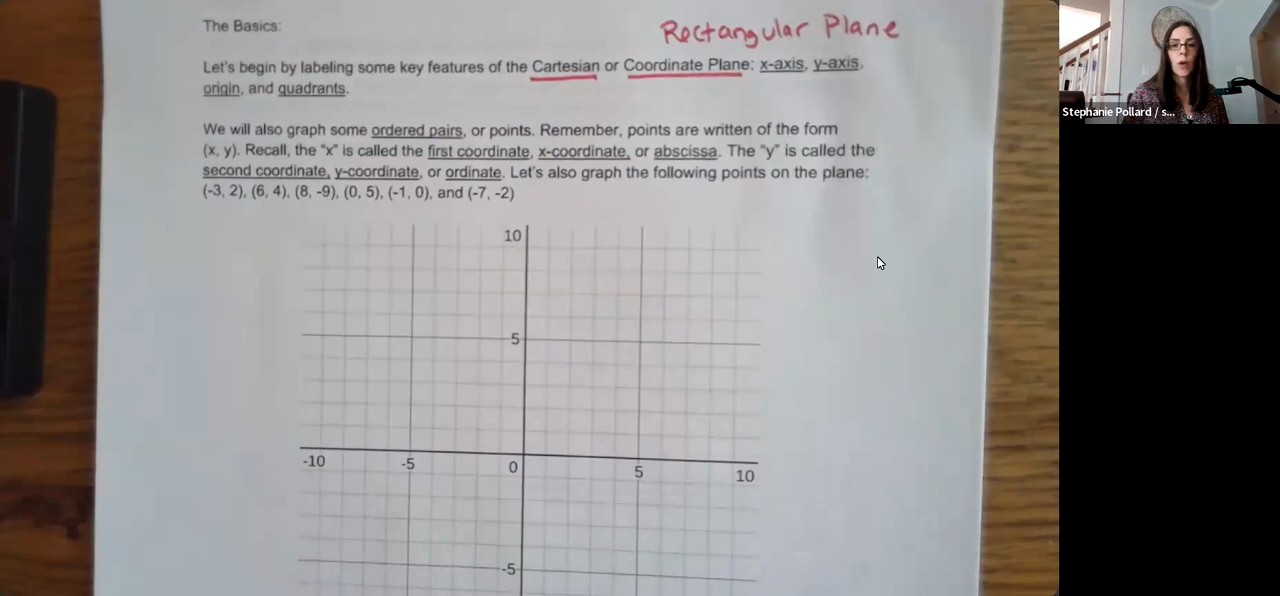 The Basics:
Rectangular Plane
Let's begin by labeling some key features of the Cartesian or Coordinate Plane: x-axis, y-axis,
origin, and quadrants.
We will also graph some ordered pairs, or points. Remember, points are written of the form
(x, y). Recall, the "x" is called the first coordinate, x-coordinate, or abscissa. The "y" is called the
second coordinate, y-coordinate, or ordinate. Let's also graph the following points on the plane:
(-3, 2), (6, 4), (8, -9), (0, 5), (-1, 0), and (-7, -2)
10
5
-10 -5 0 5 10
-5
Stephanie Pollard / s...